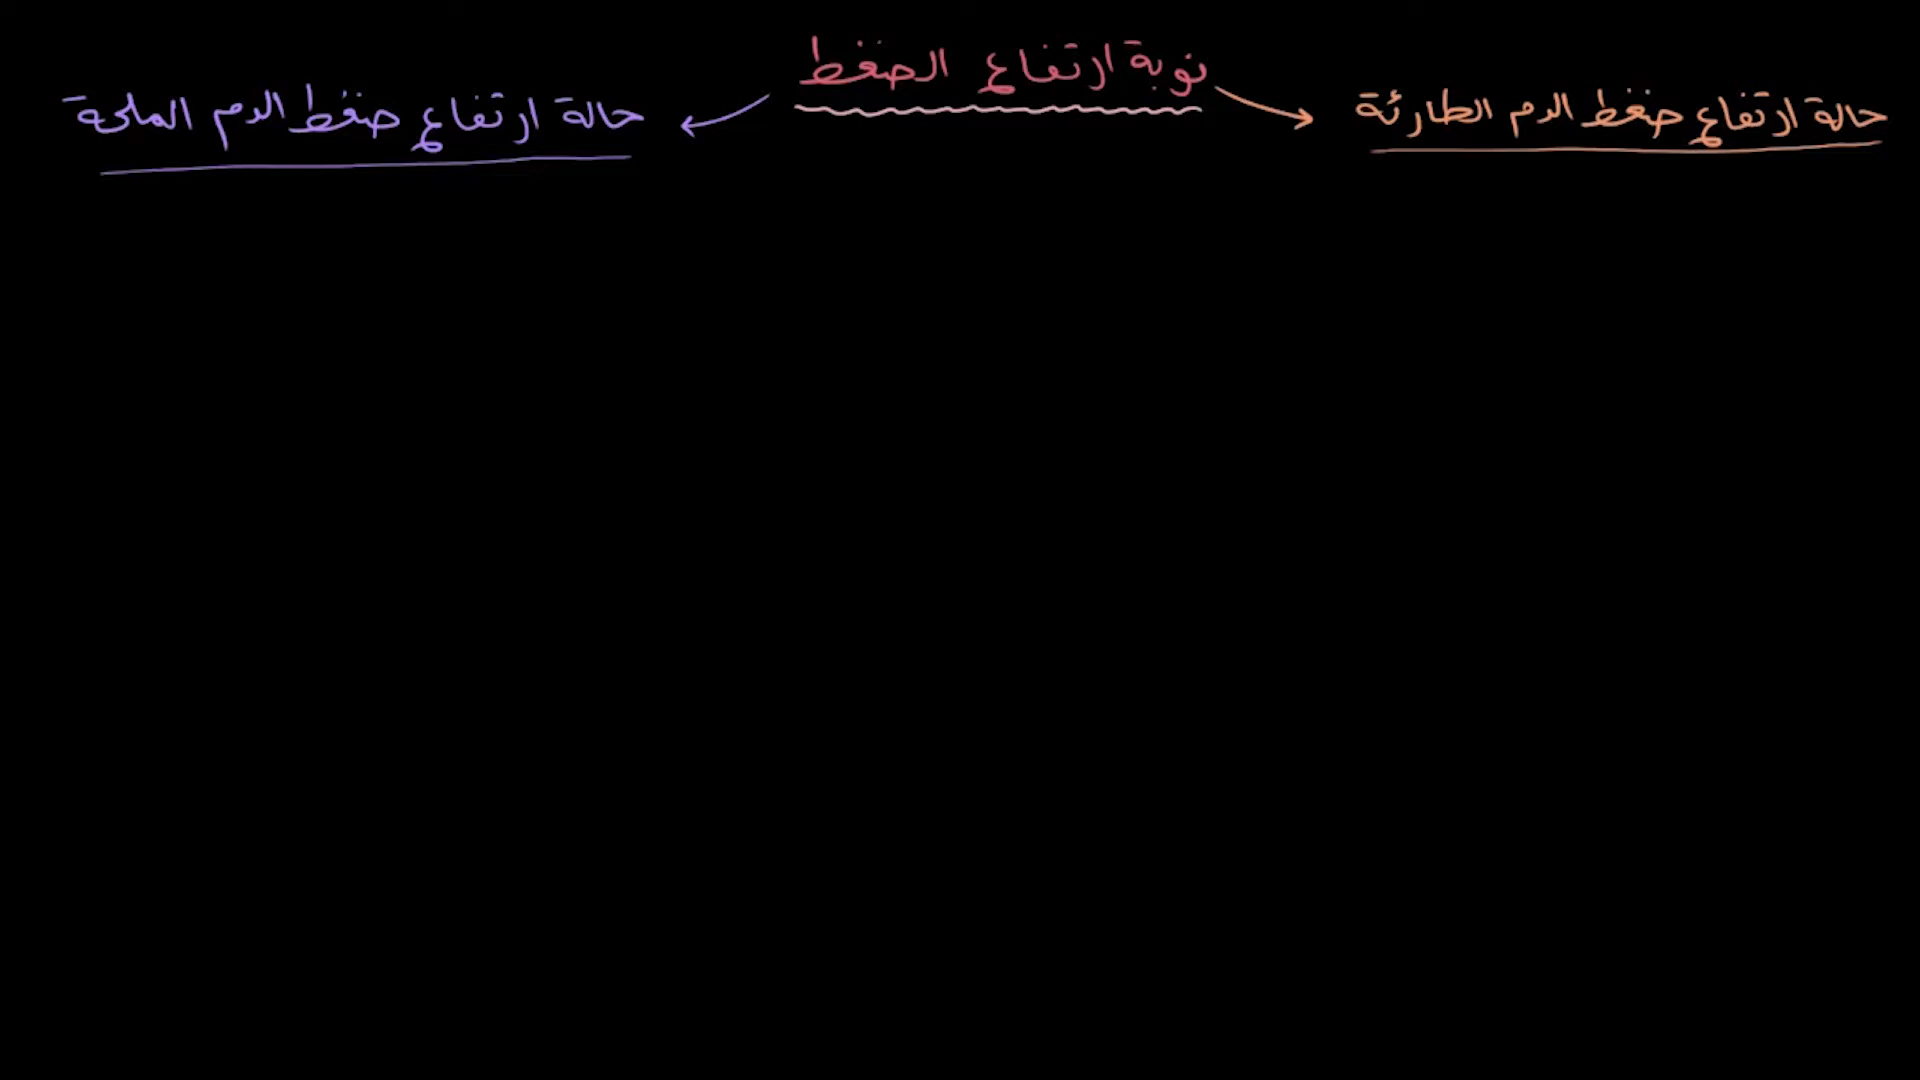 نوبة ارتفاع الضغط
حالة ارتفاع ضغط الدم الطارئة
حالة ارتفاع ضغط الدم الملحة